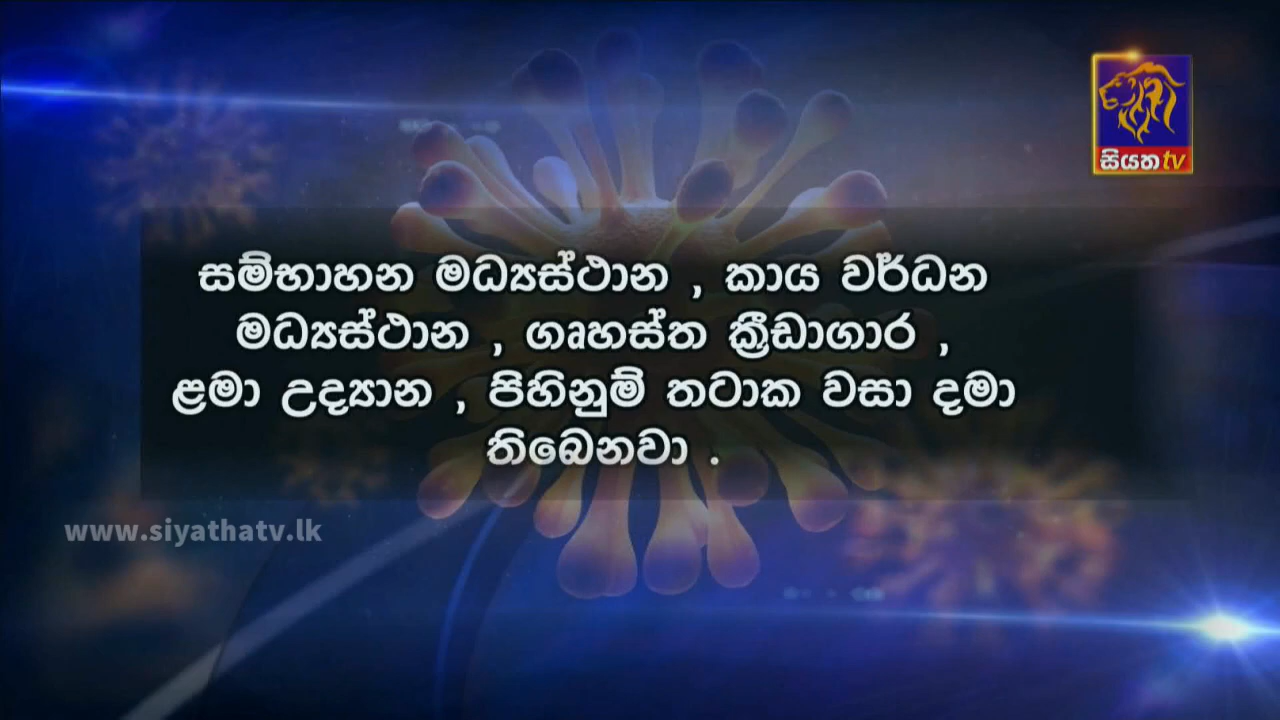 සියත tv
සම්භාහන මධ්‍යස්ථාන , කාය වර්ධන
මධ්‍යස්ථාන , ගෘහස්ත ක්‍රීඩාගාර ,
ළමා උද්‍යාන , පිහිනුම් තටාක වසා දමා
තිබෙනවා .
www.siyathatv.lk